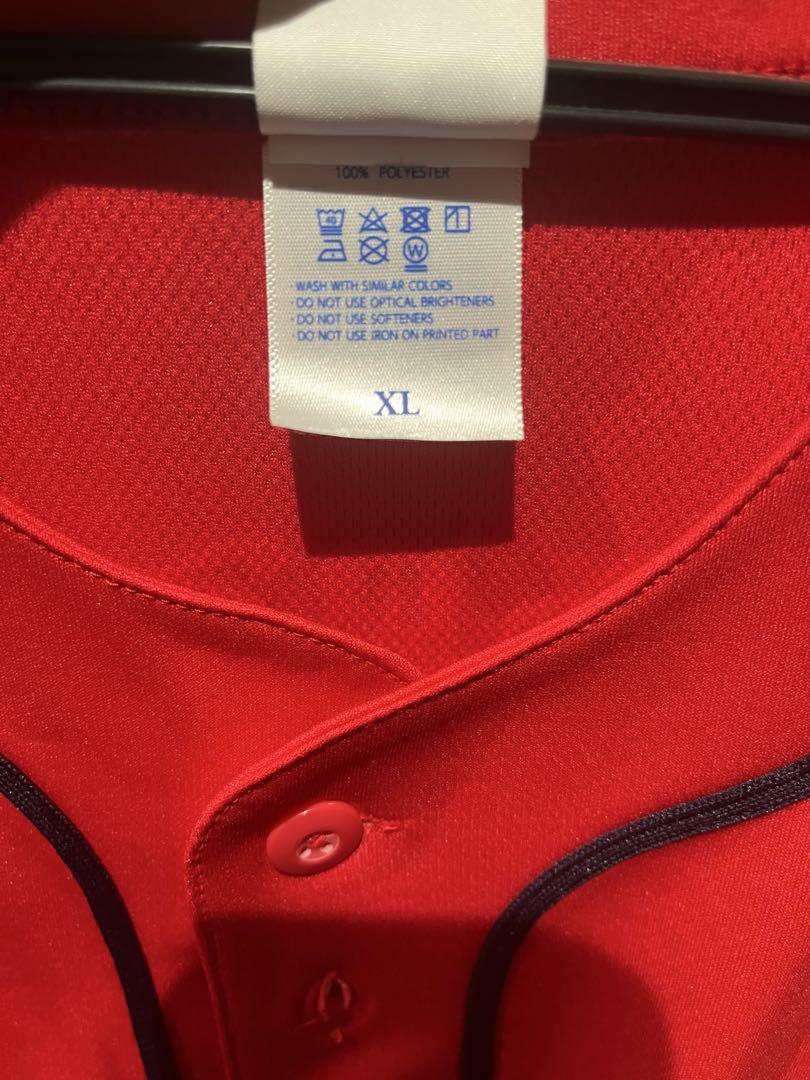 100% POLYESTER
40
W
· WASH WITH SIMILAR COLORS
· DO NOT USE OPTICAL BRIGHTENERS
· DO NOT USE SOFTENERS
· DO NOT USE IRON ON PRINTED PART
XL